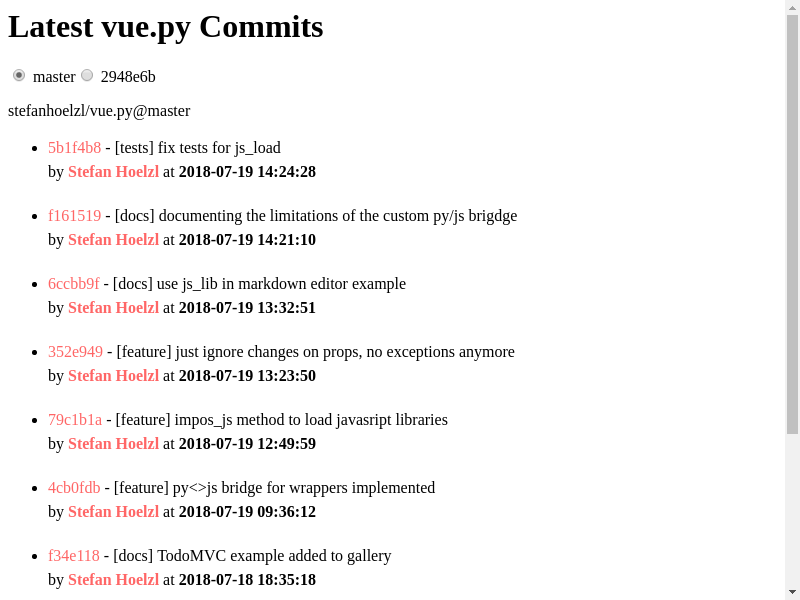 Latest vue.py Commits
master 2948e6b
stefanhoelzl/vue.py@master
5b1f4b8 - [tests] fix tests for js_load
by Stefan Hoelzl at 2018-07-19 14:24:28
f161519 - [docs] documenting the limitations of the custom py/js brigdge
by Stefan Hoelzl at 2018-07-19 14:21:10
6ccbb9f - [docs] use js_lib in markdown editor example
by Stefan Hoelzl at 2018-07-19 13:32:51
352e949 - [feature] just ignore changes on props, no exceptions anymore
by Stefan Hoelzl at 2018-07-19 13:23:50
79c1b1a - [feature] impos_js method to load javasript libraries
by Stefan Hoelzl at 2018-07-19 12:49:59
4cb0fdb - [feature] py<>js bridge for wrappers implemented
by Stefan Hoelzl at 2018-07-19 09:36:12
f34e118 - [docs] TodoMVC example added to gallery
by Stefan Hoelzl at 2018-07-18 18:35:18